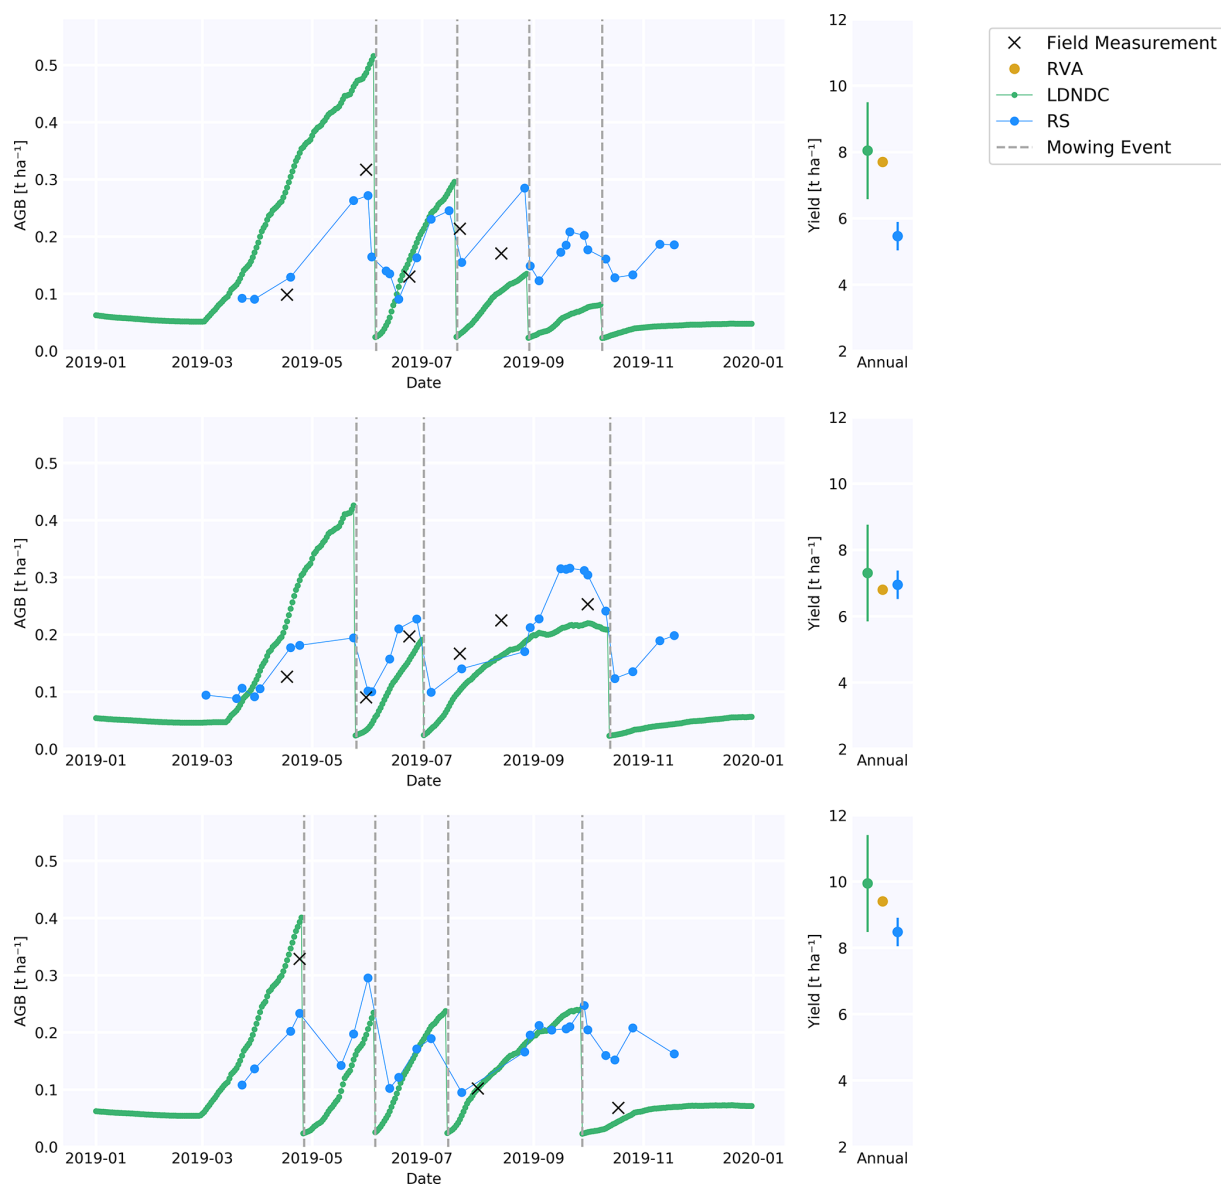 0.5
0.4
0.3
0.2
0.1
0.0
AGB [t ha⁻¹]
2019-01 2019-03 2019-05 2019-07 2019-09 2019-11 2020-01
Date
12
10
8
6
4
2
Yield [t ha⁻¹]
Annual
Field Measurement
RVA
LDNDC
RS
Mowing Event
0.5
0.4
0.3
0.2
0.1
0.0
AGB [t ha⁻¹]
2019-01 2019-03 2019-05 2019-07 2019-09 2019-11 2020-01
Date
12
10
8
6
4
2
Yield [t ha⁻¹]
Annual
0.5
0.4
0.3
0.2
0.1
0.0
AGB [t ha⁻¹]
2019-01 2019-03 2019-05 2019-07 2019-09 2019-11 2020-01
Date
12
10
8
6
4
2
Yield [t ha⁻¹]
Annual